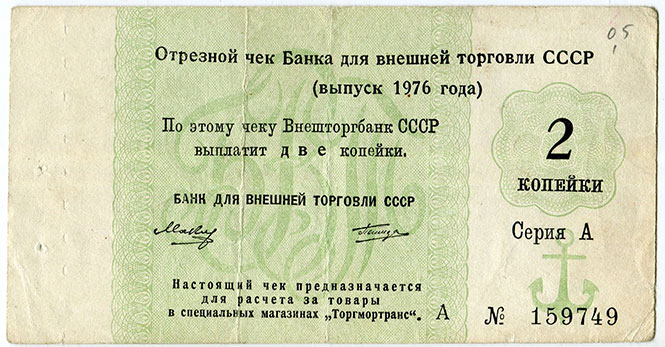 05
Отрезной чек Банка для внешней торговли СССР
(выпуск 1976 года)
По этому чеку Внешторгбанк СССР
выплатит две копейки.
2
КОПЕЙКИ
БАНК ДЛЯ ВНЕШНЕЙ ТОРГОВЛИ СССР
Серия А
Настоящий чек предназначается
для расчета за товары
в специальных магазинах „Торгмортранс“.
А № 159749